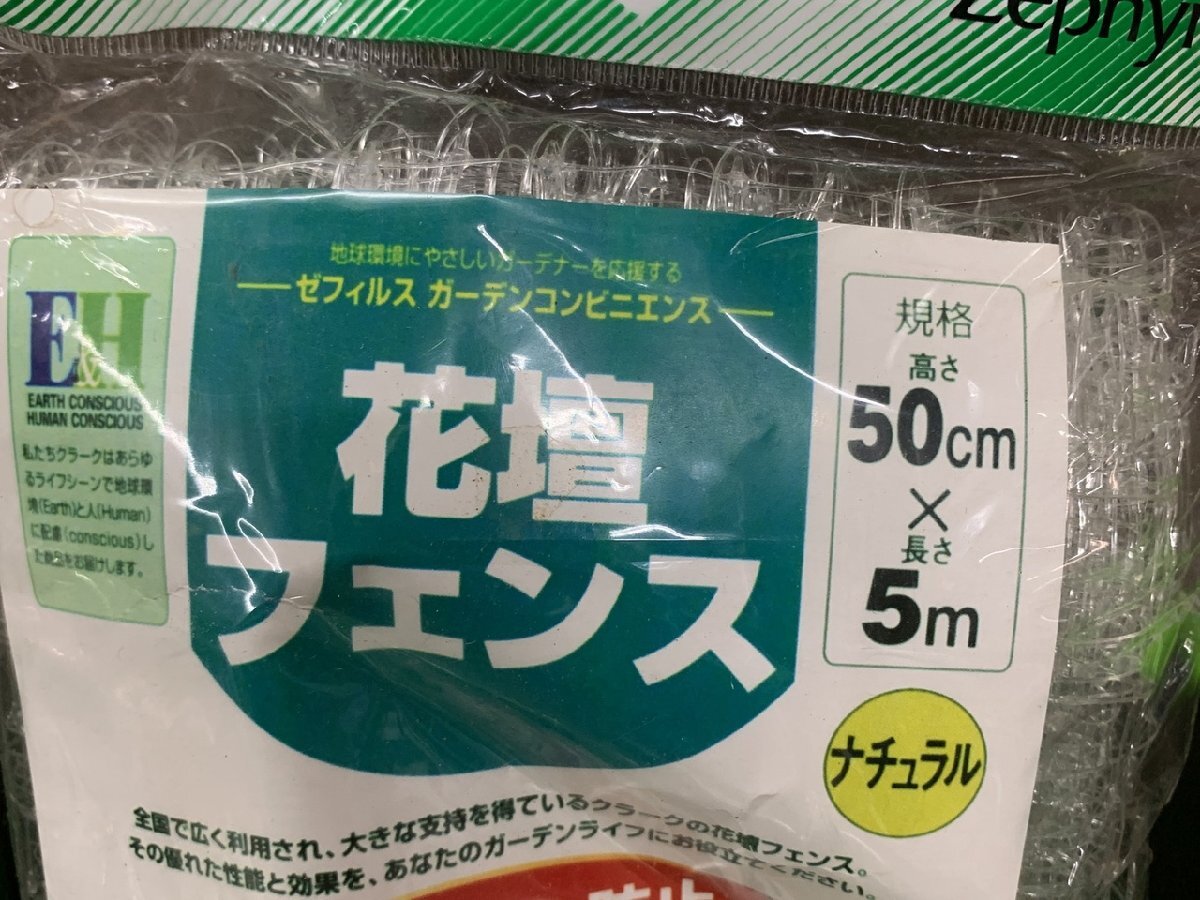 zephyr
地球環境にやさしいガーデナーを応援する
ゼフィルス ガーデンコンビニエンス
花壇
フェンス
E&H
EARTH CONSCIOUS
HUMAN CONSCIOUS
私たちクラークはあらゆ
るライフシーンで地球環
境(Earth)と人(Human)
に配慮(conscious)し
た商品をお届けします。
規格
高さ
50cm
×
長さ
5m
ナチュラル
全国で広く利用され、大きな支持を得ているクラークの花壇フェンス。
その優れた性能と効果を、あなたのガーデンライフにお役立てください。
防止